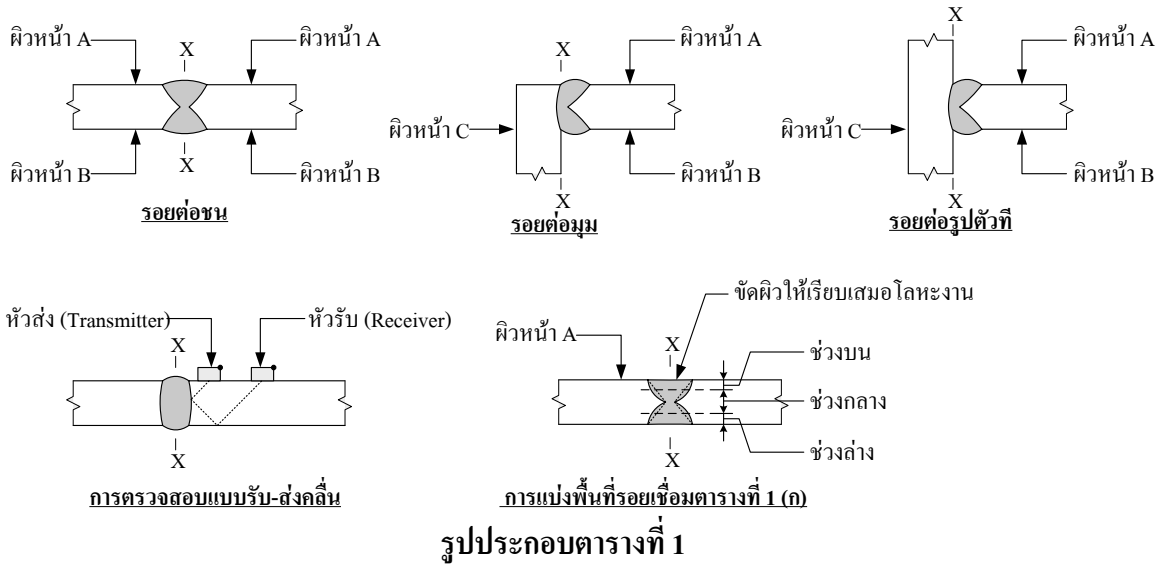 X
X
ผิวหน้า A
ผิวหน้า A
X
ผิวหน้า A
ผิวหน้า A
ผิวหน้า C
ผิวหน้า C
ผิวหน้า B
X
ผิวหน้า B
ผิวหน้า B
ผิวหน้า B
X
X
รอยต่อชน
รอยต่อมุม
รอยต่อรูปตัวที
หัวส่ง (Transmitter)
หัวรับ (Receiver)
X
X
ขัดผิวให้เรียบเสมอโลหะงาน
ผิวหน้า A
X
ช่วงบน
ช่วงกลาง
ช่วงล่าง
X
การตรวจสอบแบบรับ-ส่งคลื่น
การแบ่งพื้นที่รอยเชื่อมตารางที่ 1 (ก)
รูปประกอบตารางที่ 1